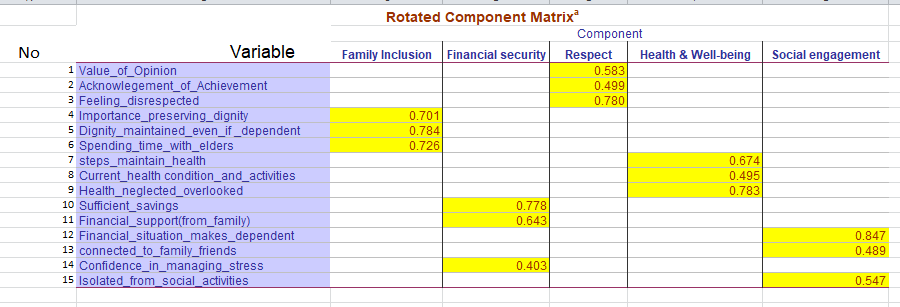 Rotated Component Matrixᵃ
Component
No Variable Family Inclusion Financial security Respect Health & Well-being Social engagement
1 Value_of_Opinion 0.583
2 Acknowlegement_of_Achievement 0.499
3 Feeling_disrespected 0.780
4 Importance_preserving_dignity 0.701
5 Dignity_maintained_even_if_dependent 0.784
6 Spending_time_with_elders 0.726
7 steps_maintain_health 0.674
8 Current_health condition_and_activities 0.495
9 Health_neglected_overlooked 0.783
10 Sufficient_savings 0.778
11 Financial_support(from_family) 0.643
12 Financial_situation_makes_dependent 0.847
13 connected_to_family_friends 0.489
14 Confidence_in_managing_stress 0.403
15 Isolated_from_social_activities 0.547